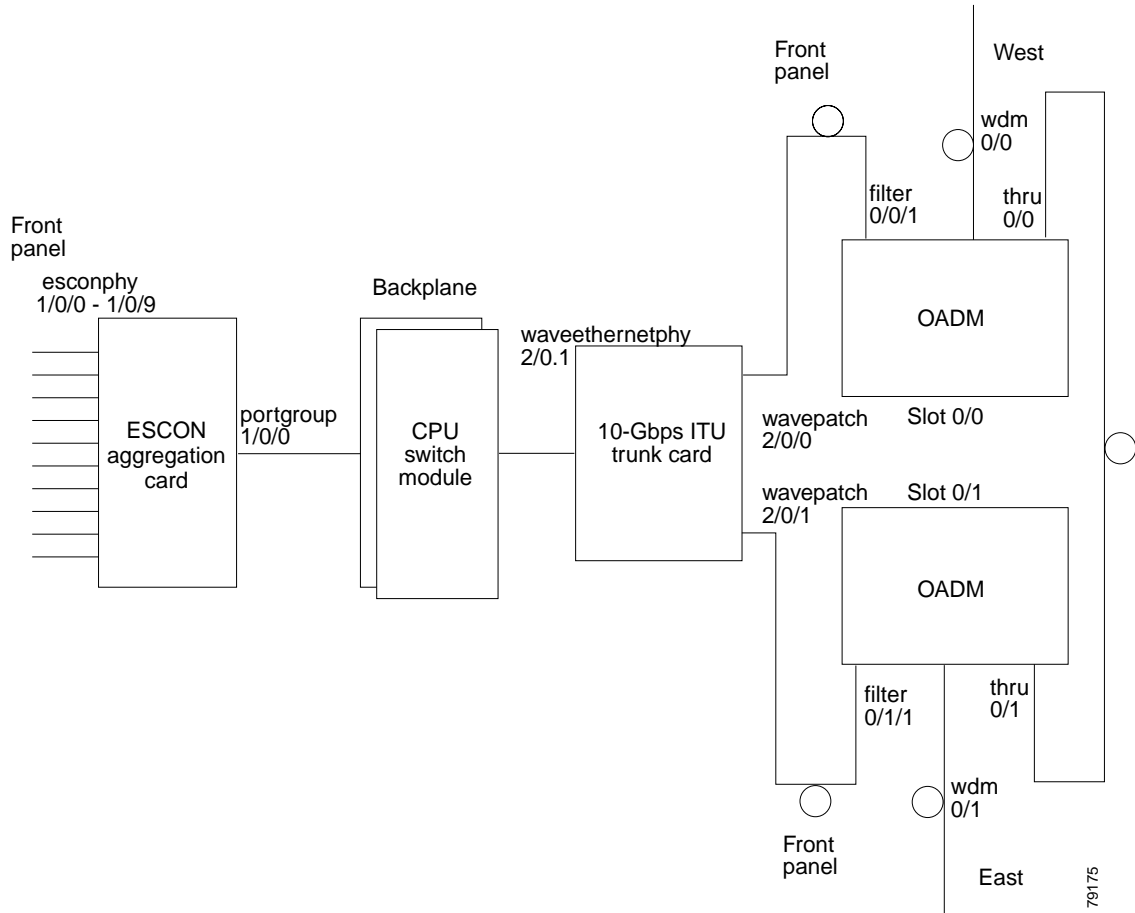 Front
panel
West
wdm
0/0
filter
0/0/1
thru
0/0
Front
panel
esconphy
1/0/0 - 1/0/9
Backplane
OADM
waveethernetphy
2/0.1
portgroup
1/0/0
ESCON
aggregation
card
CPU
switch
module
10-Gbps ITU
trunk card
wavepatch
2/0/0
Slot 0/0
wavepatch
2/0/1
Slot 0/1
OADM
filter
0/1/1
thru
0/1
wdm
0/1
Front
panel
East
79175